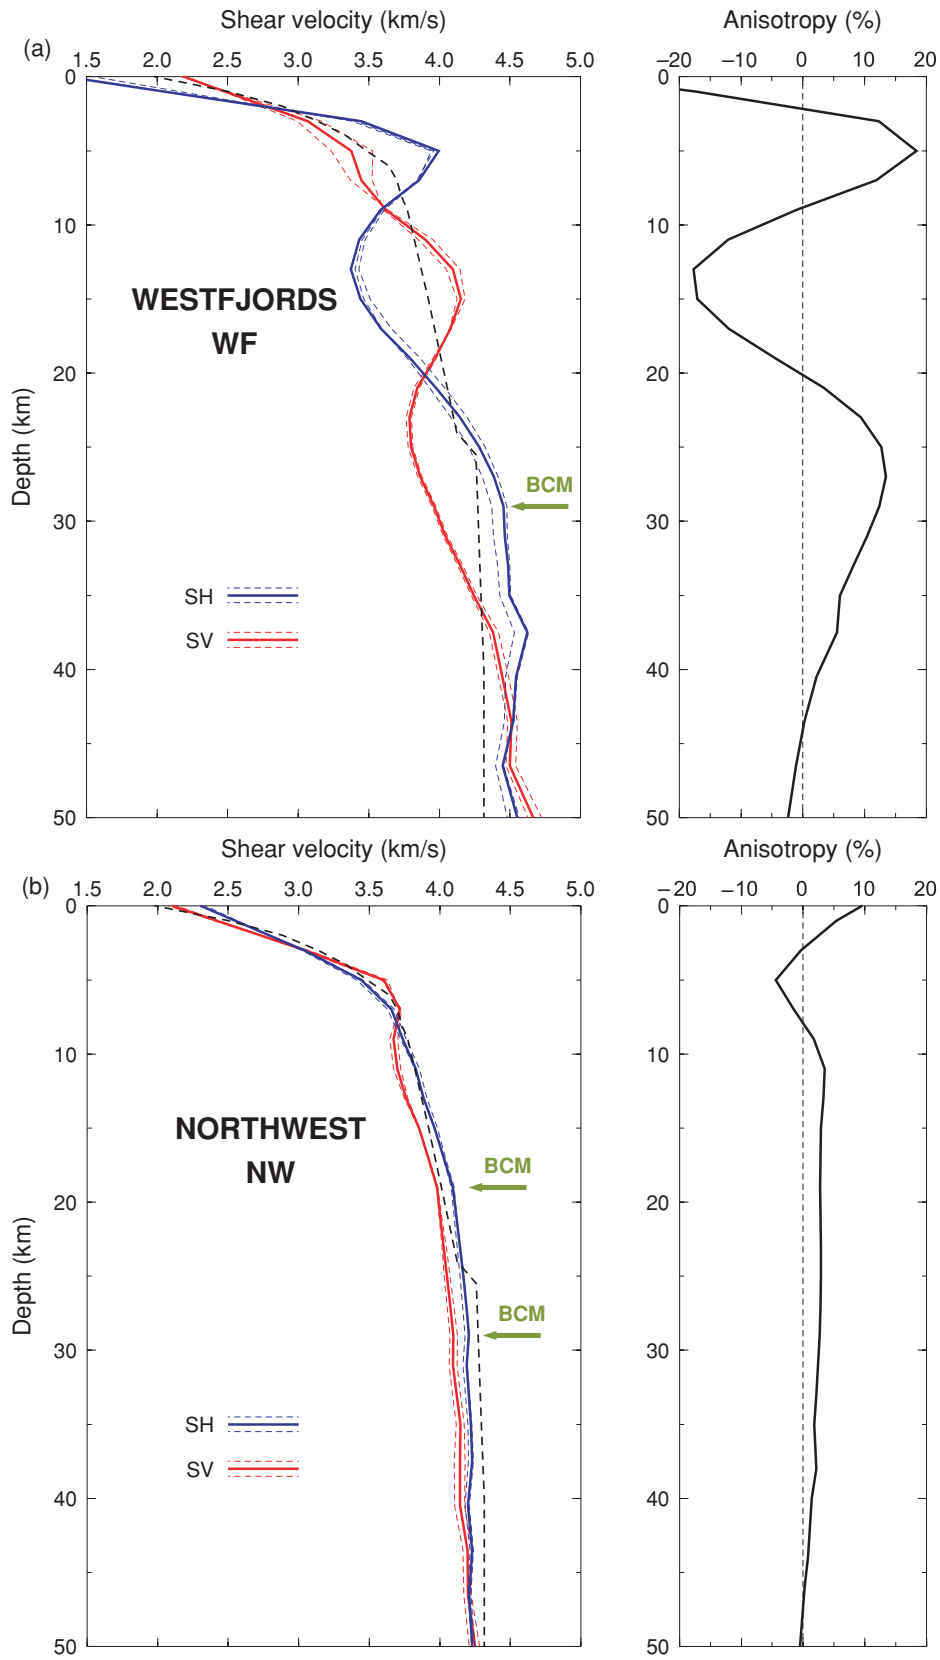 Shear velocity (km/s) Anisotropy (%)
(a)
1.5 2.0 2.5 3.0 3.5 4.0 4.5 5.0 −20 −10 0 10 20
0 0
10 10
WESTFJORDS
WF
20 20
Depth (km)
BCM
30 30
SH
SV
40 40
50 50
Shear velocity (km/s) Anisotropy (%)
(b)
1.5 2.0 2.5 3.0 3.5 4.0 4.5 5.0 −20 −10 0 10 20
0 0
10 10
NORTHWEST
NW
BCM
20 20
Depth (km)
BCM
30 30
SH
SV
40 40
50 50